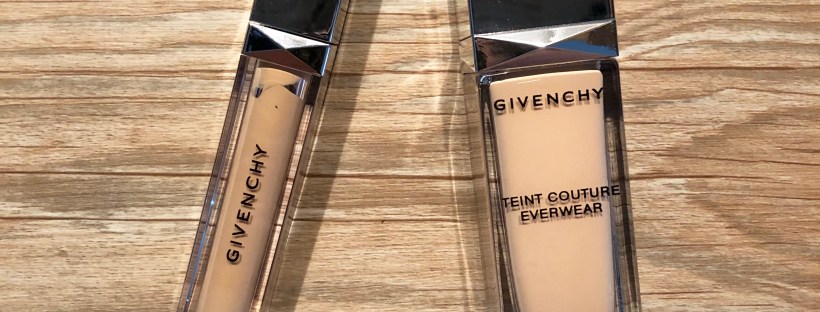 GIVENCHY
GIVENCHY
TEINT COUTURE
EVERWEAR